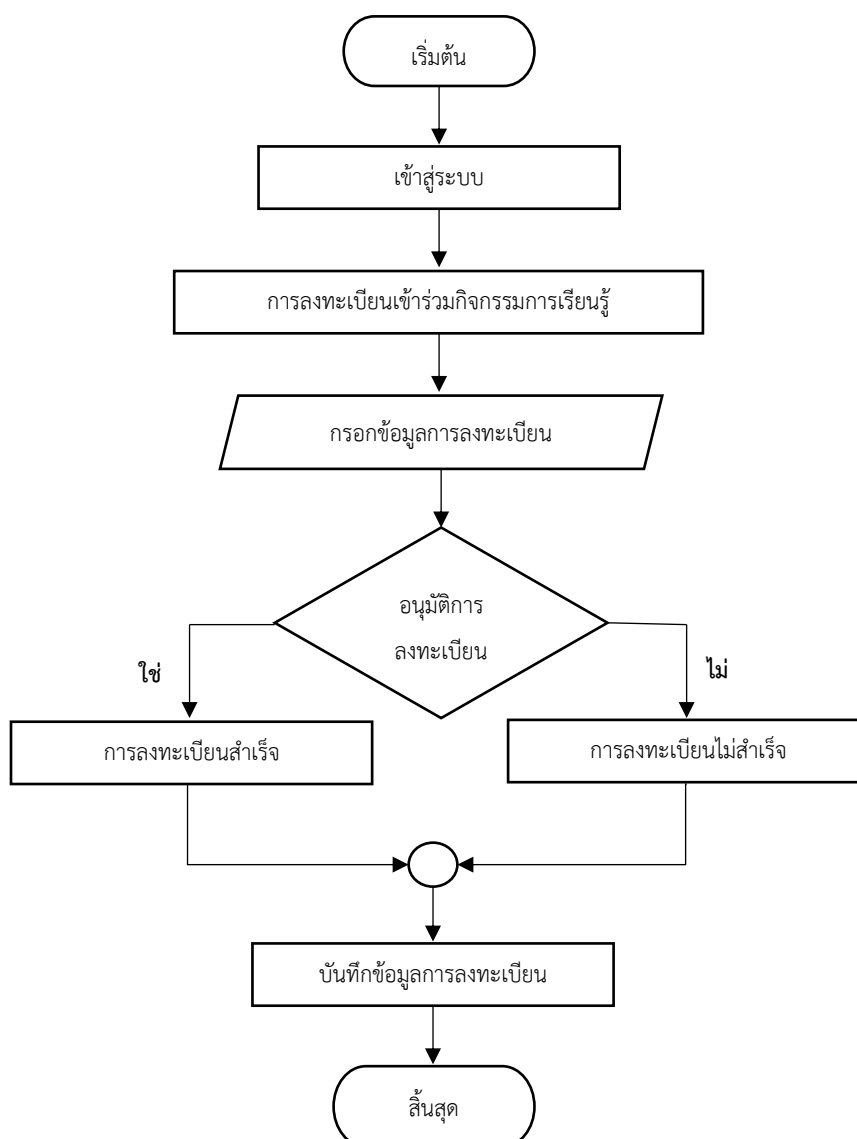 เริ่มต้น
เข้าสู่ระบบ
การลงทะเบียนเข้าร่วมกิจกรรมการเรียนรู้
กรอกข้อมูลการลงทะเบียน
อนุมัติการ
ลงทะเบียน
ใช่
ไม่
การลงทะเบียนสำเร็จ
การลงทะเบียนไม่สำเร็จ
บันทึกข้อมูลการลงทะเบียน
สิ้นสุด